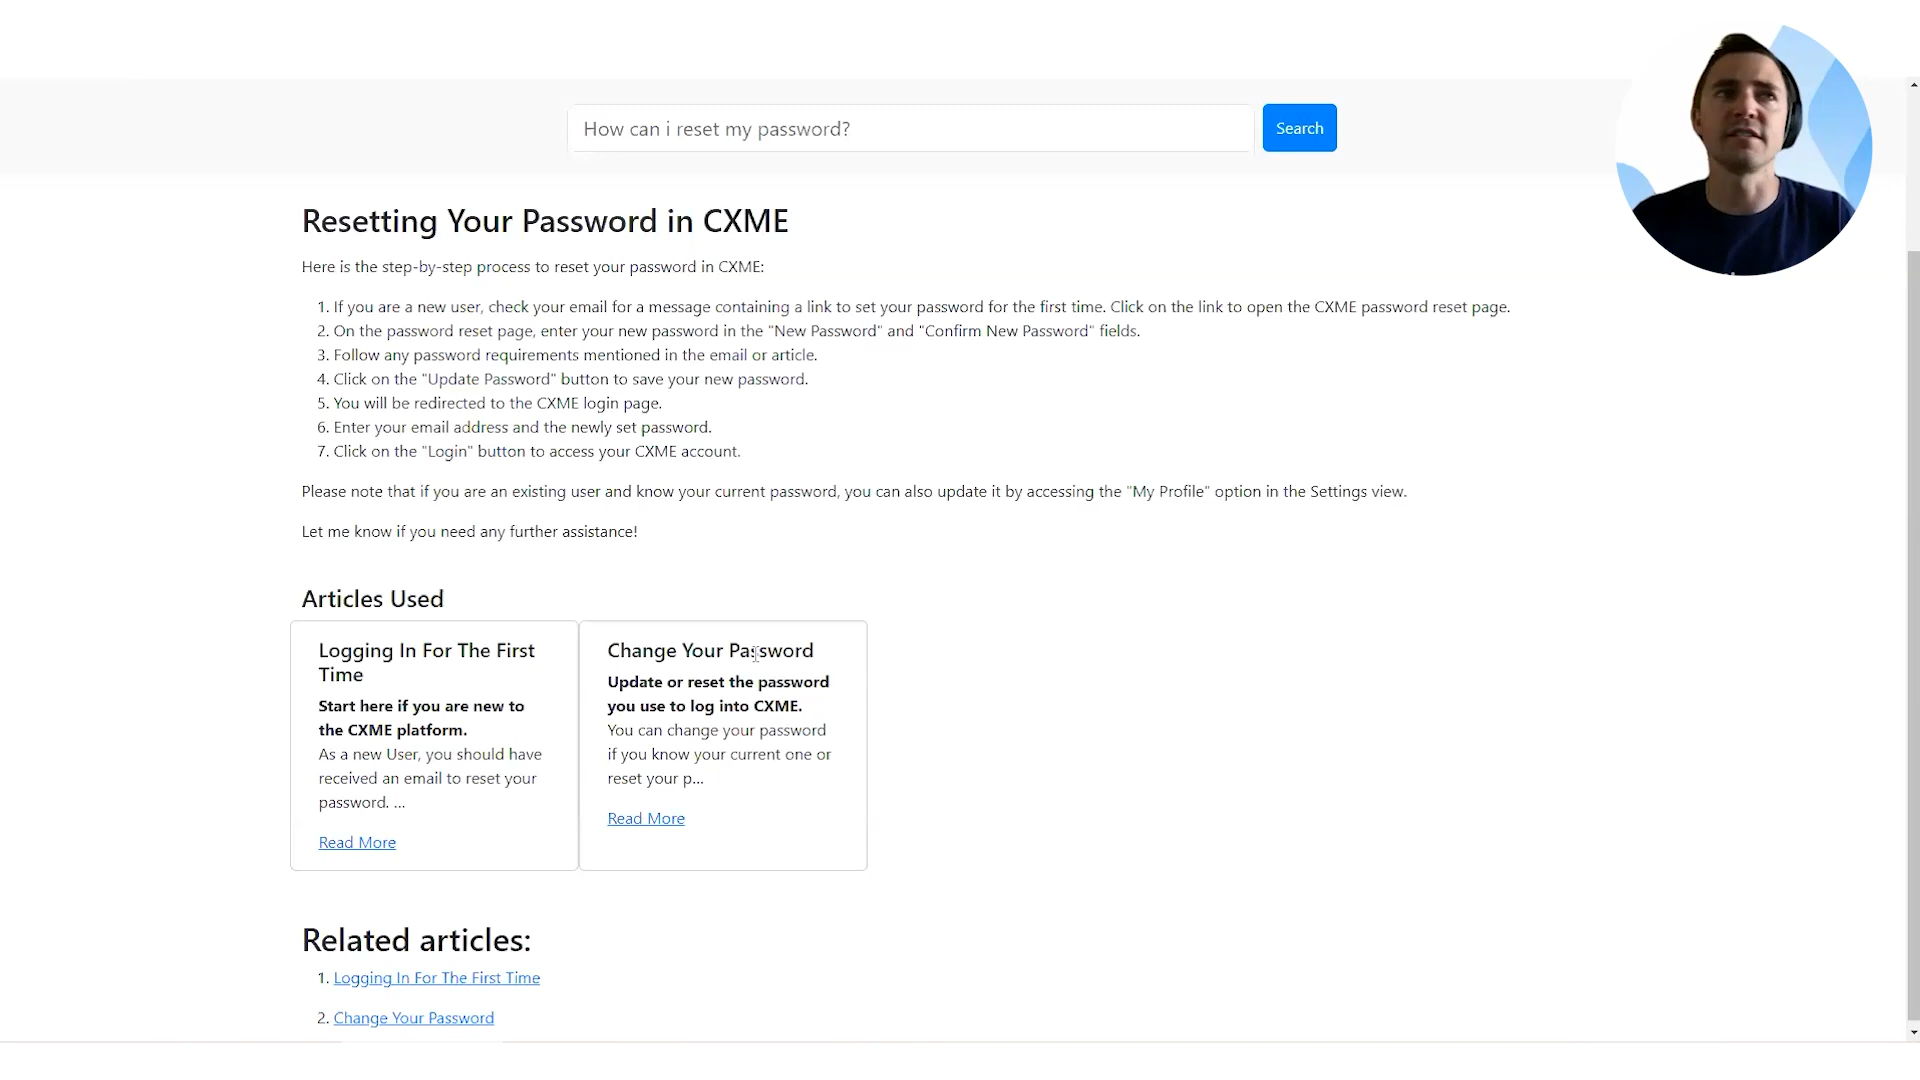 How can i reset my password?
Search
Resetting Your Password in CXME
Here is the step-by-step process to reset your password in CXME:
1. If you are a new user, check your email for a message containing a link to set your password for the first time. Click on the link to open the CXME password reset page.
2. On the password reset page, enter your new password in the "New Password" and "Confirm New Password" fields.
3. Follow any password requirements mentioned in the email or article.
4. Click on the "Update Password" button to save your new password.
5. You will be redirected to the CXME login page.
6. Enter your email address and the newly set password.
7. Click on the "Login" button to access your CXME account.
Please note that if you are an existing user and know your current password, you can also update it by accessing the "My Profile" option in the Settings view.
Let me know if you need any further assistance!
Articles Used
Logging In For The First
Time
Start here if you are new to
the CXME platform.
As a new User, you should have
received an email to reset your
password. ...
Read More
Change Your Password
Update or reset the password
you use to log into CXME.
You can change your password
if you know your current one or
reset your p...
Read More
Related articles:
1. Logging In For The First Time
2. Change Your Password